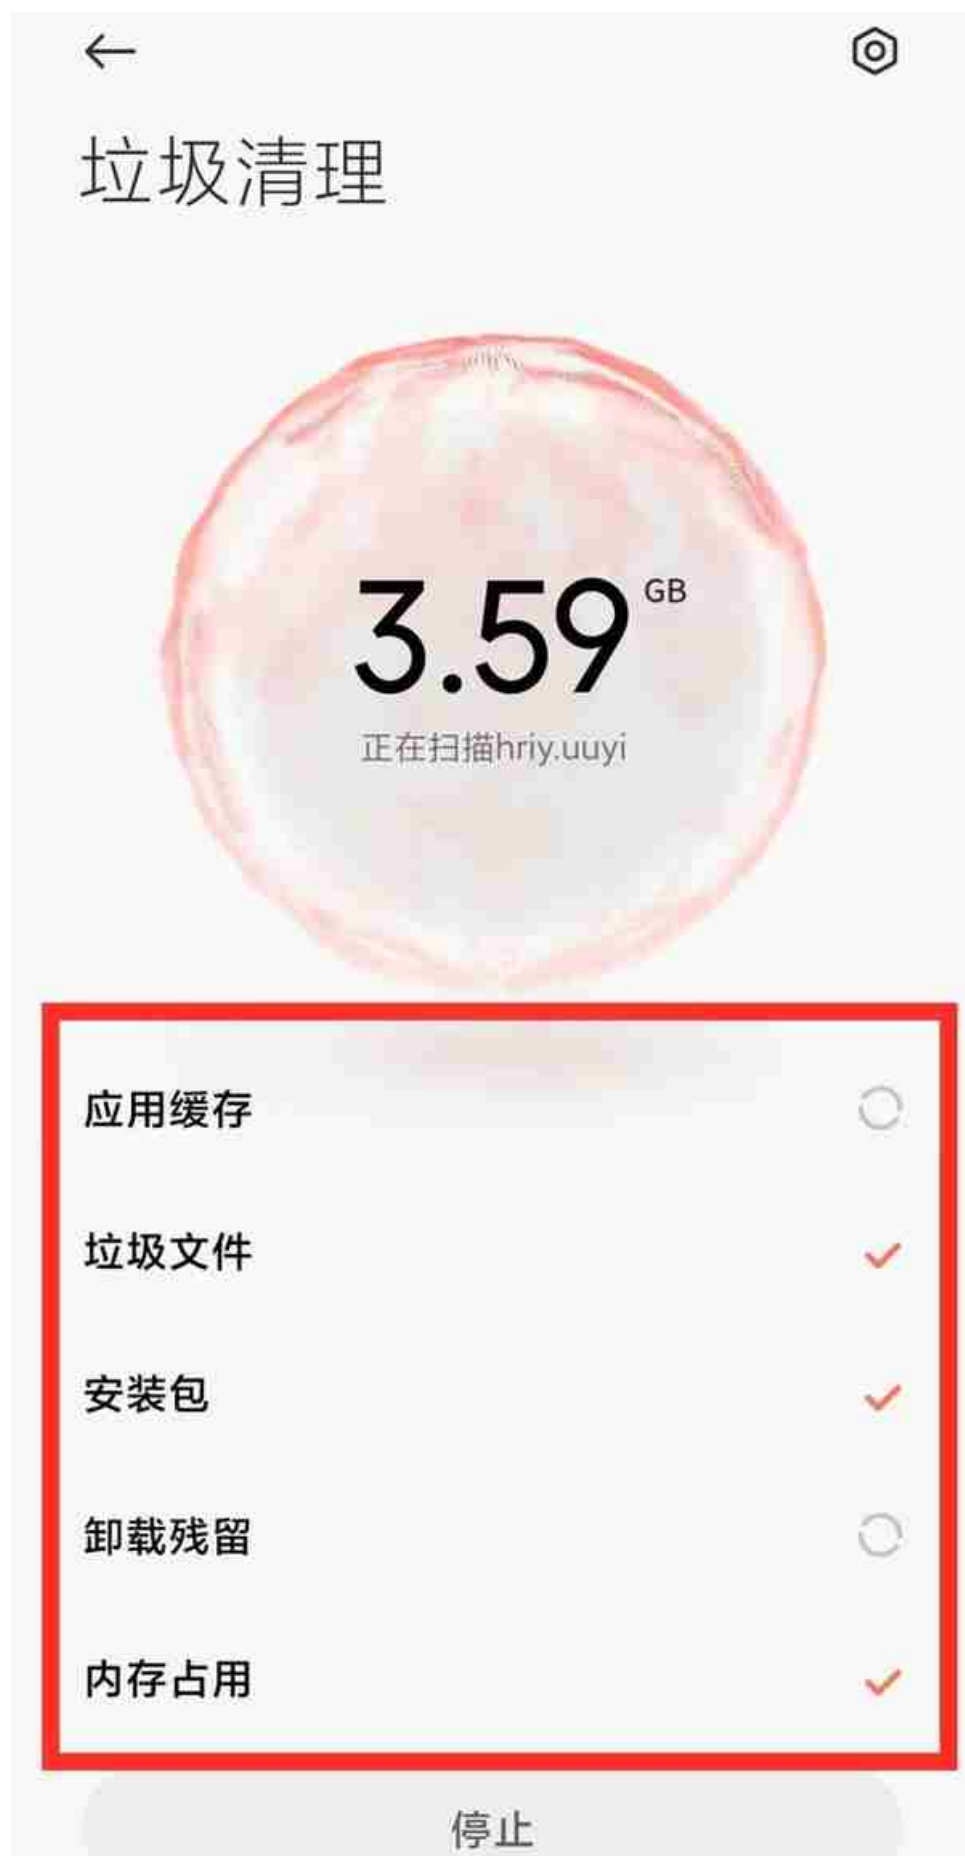 垃圾清理
3.59 GB
正在扫描hriy.uuyi
应用缓存
垃圾文件
安装包
卸载残留
内存占用
停止